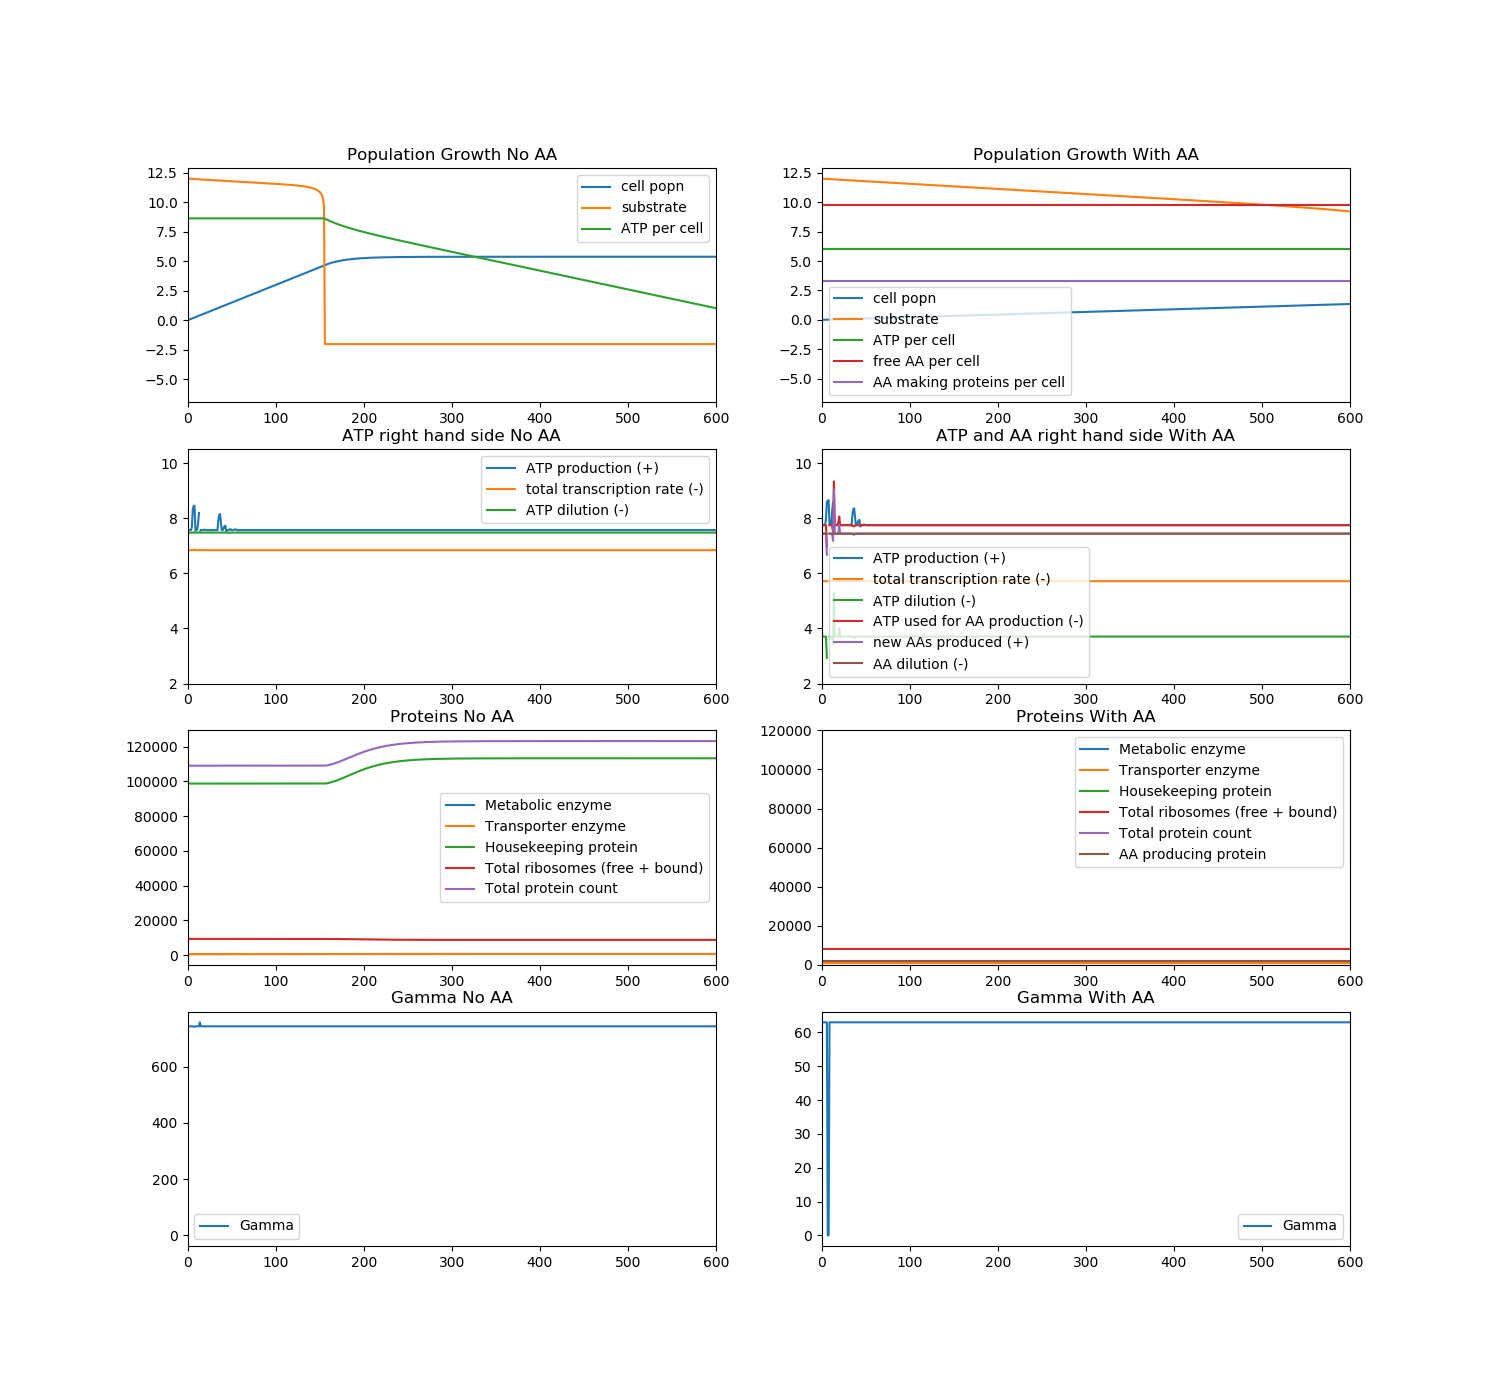 Population Growth No AA
12.5
10.0
7.5
5.0
2.5
0.0
−2.5
−5.0
cell popn
substrate
ATP per cell
0 100 200 300 400 500 600
Population Growth With AA
12.5
10.0
7.5
5.0
2.5
0.0
−2.5
−5.0
cell popn
substrate
ATP per cell
free AA per cell
AA making proteins per cell
0 100 200 300 400 500 600
ATP right hand side No AA
10
8
6
4
2
ATP production (+)
total transcription rate (-)
ATP dilution (-)
0 100 200 300 400 500 600
ATP and AA right hand side With AA
10
8
6
4
2
ATP production (+)
total transcription rate (-)
ATP dilution (-)
ATP used for AA production (-)
new AAs produced (+)
AA dilution (-)
0 100 200 300 400 500 600
Proteins No AA
120000
100000
80000
60000
40000
20000
0
Metabolic enzyme
Transporter enzyme
Housekeeping protein
Total ribosomes (free + bound)
Total protein count
0 100 200 300 400 500 600
Proteins With AA
120000
100000
80000
60000
40000
20000
0
Metabolic enzyme
Transporter enzyme
Housekeeping protein
Total ribosomes (free + bound)
Total protein count
AA producing protein
0 100 200 300 400 500 600
Gamma No AA
600
400
200
0
Gamma
0 100 200 300 400 500 600
Gamma With AA
60
50
40
30
20
10
0
Gamma
0 100 200 300 400 500 600